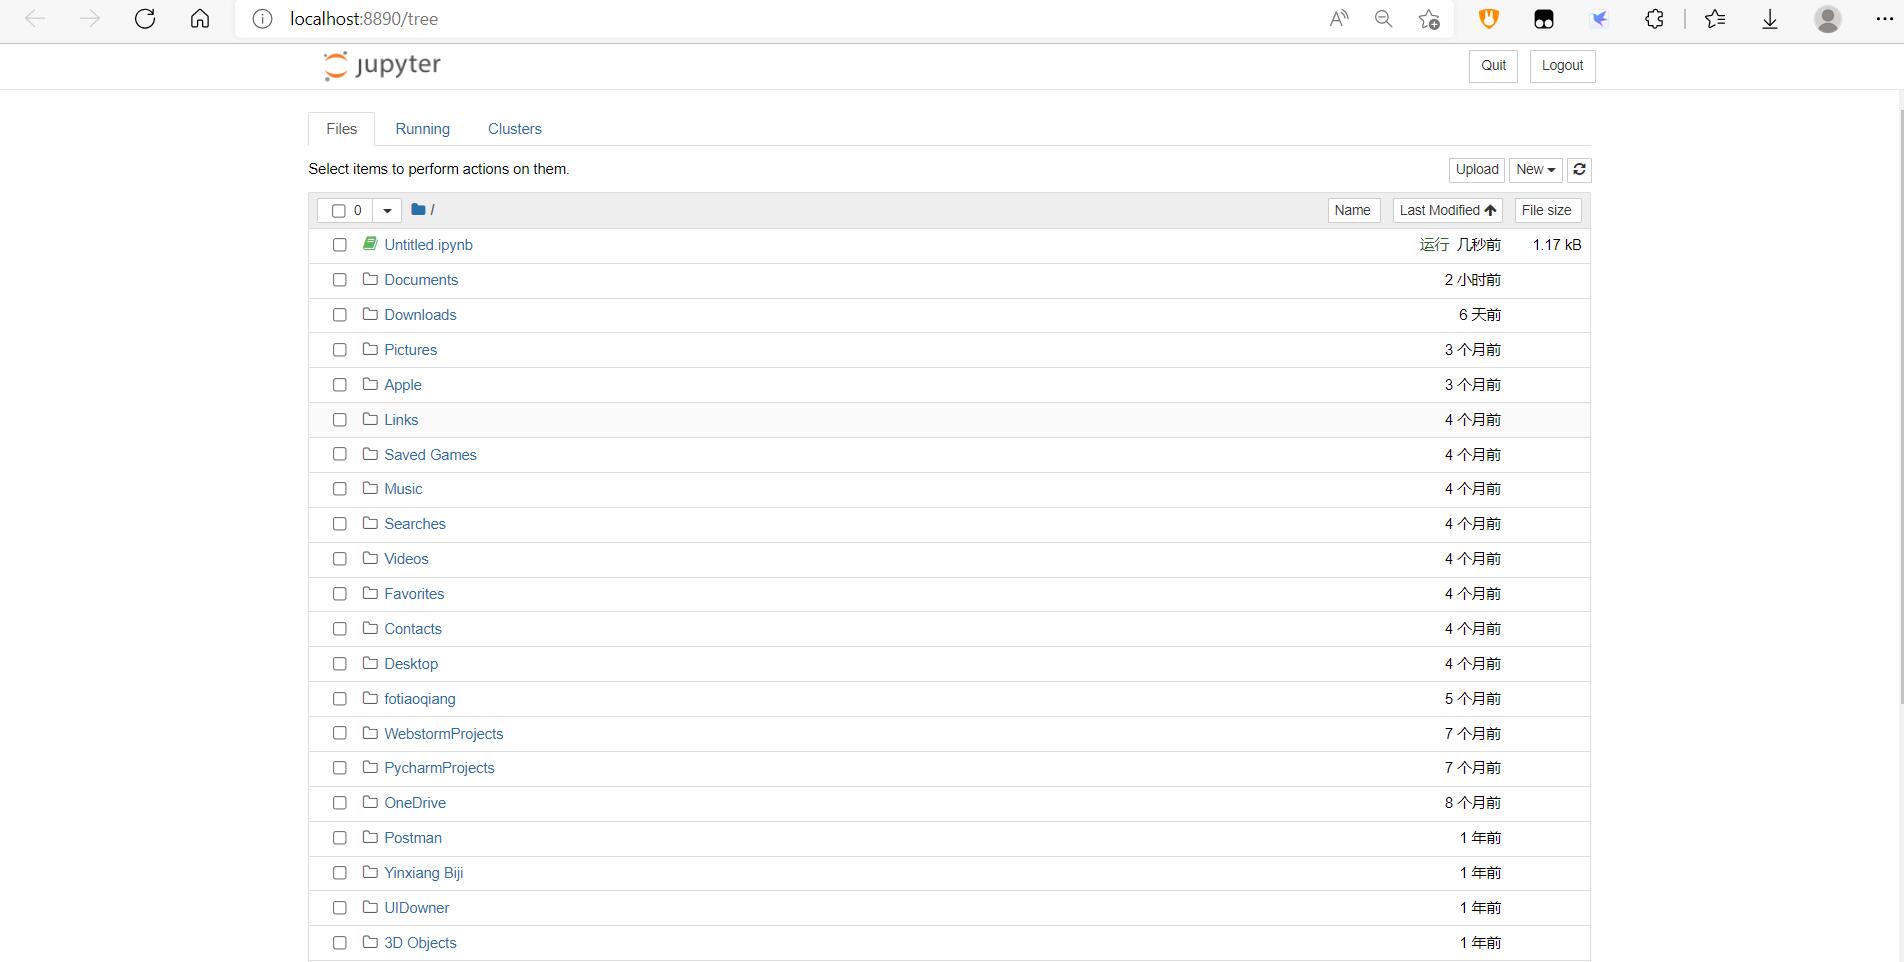 localhost:8890/tree
jupyter
Quit Logout
Files Running Clusters
Select items to perform actions on them.
Upload New
0 / Name Last Modified File size
Untitled.ipynb 运行 几秒前 1.17 kB
Documents 2 小时前
Downloads 6 天前
Pictures 3 个月前
Apple 3 个月前
Links 4 个月前
Saved Games 4 个月前
Music 4 个月前
Searches 4 个月前
Videos 4 个月前
Favorites 4 个月前
Contacts 4 个月前
Desktop 4 个月前
fotiaoqiang 5 个月前
WebstormProjects 7 个月前
PycharmProjects 7 个月前
OneDrive 8 个月前
Postman 1 年前
Yinxiang Biji 1 年前
UIDowner 1 年前
3D Objects 1 年前